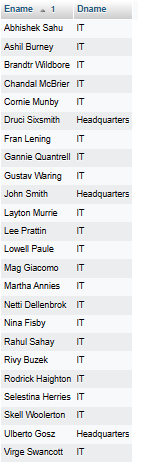 Ename 1 Dname
Abhishek Sahu IT
Ashil Burney IT
Brandtr Wildbore IT
Chandal McBrier IT
Cornie Munby IT
Druci Sixsmith Headquarters
Fran Lening IT
Gannie Quantrell IT
Gustav Waring IT
John Smith Headquarters
Layton Murrie IT
Lee Prattin IT
Lowell Paule IT
Mag Giacomo IT
Martha Annies IT
Netti Dellenbrok IT
Nina Fisby IT
Rahul Sahay IT
Rivy Buzek IT
Rodrick Haighton IT
Selestina Herries IT
Skell Woolerton IT
Ulberto Gosz Headquarters
Virge Swancott IT